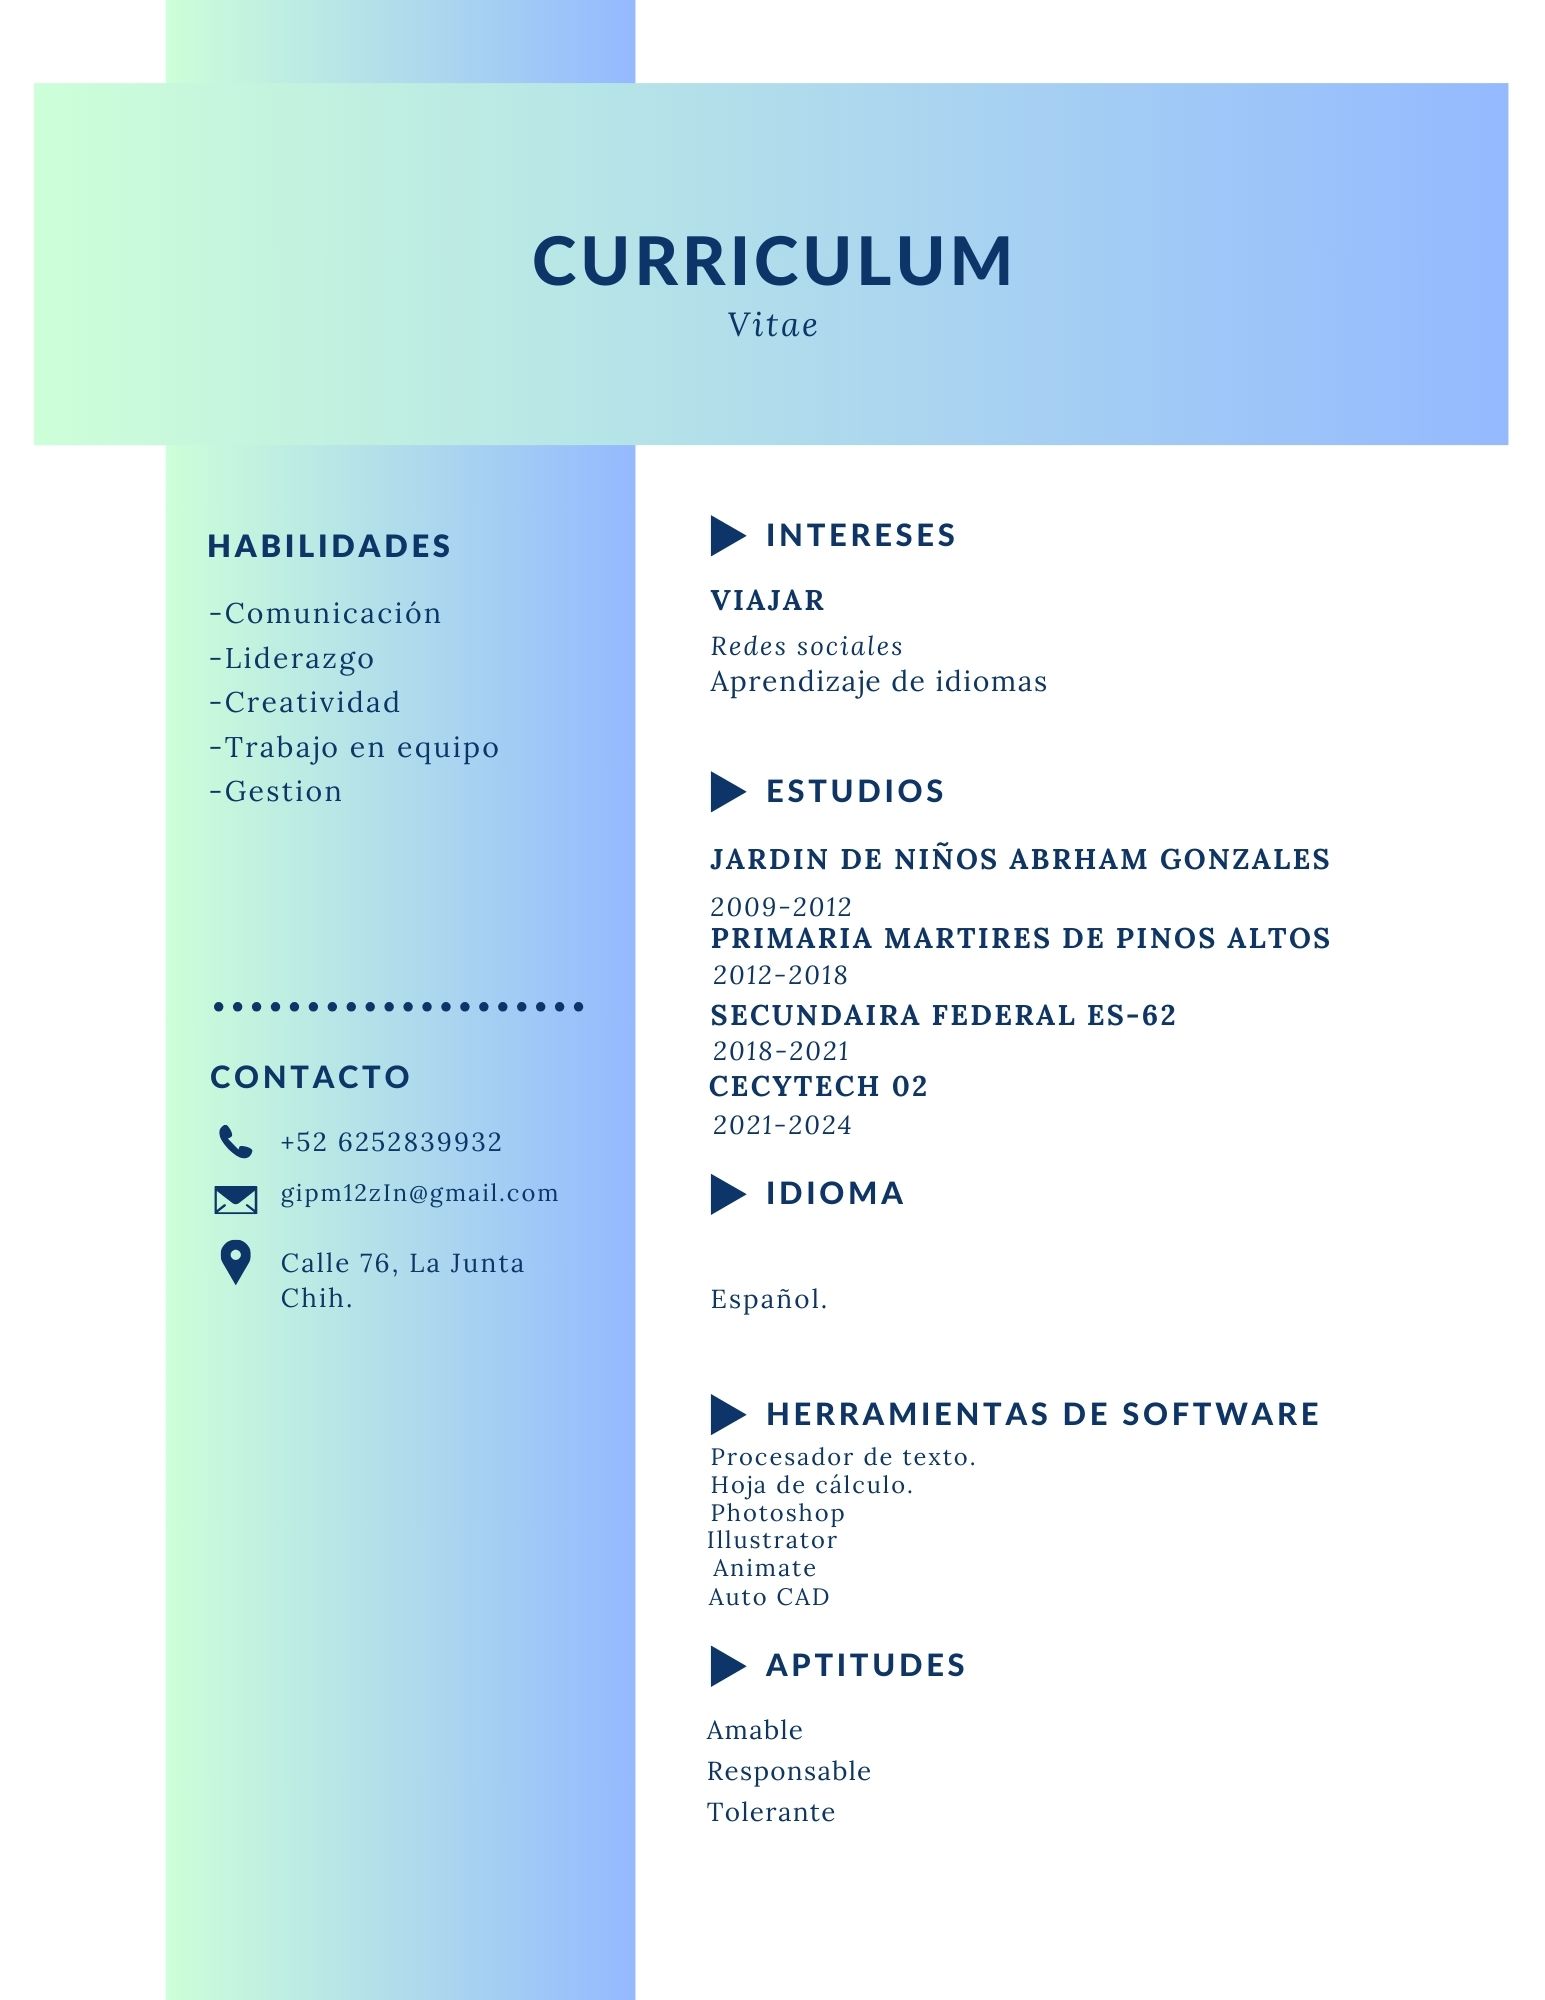 CURRICULUM
Vitae
HABILIDADES
-Comunicación
-Liderazgo
-Creatividad
-Trabajo en equipo
-Gestion
CONTACTO
+52 6252839932
gipm12zIn@gmail.com
Calle 76, La Junta
Chih.
INTERESES
VIAJAR
Redes sociales
Aprendizaje de idiomas
ESTUDIOS
JARDIN DE NIÑOS ABRHAM GONZALES
2009-2012
PRIMARIA MARTIRES DE PINOS ALTOS
2012-2018
SECUNDAIRA FEDERAL ES-62
2018-2021
CECYTECH 02
2021-2024
IDIOMA
Español.
HERRAMIENTAS DE SOFTWARE
Procesador de texto.
Hoja de cálculo.
Photoshop
Illustrator
Animate
Auto CAD
APTITUDES
Amable
Responsable
Tolerante